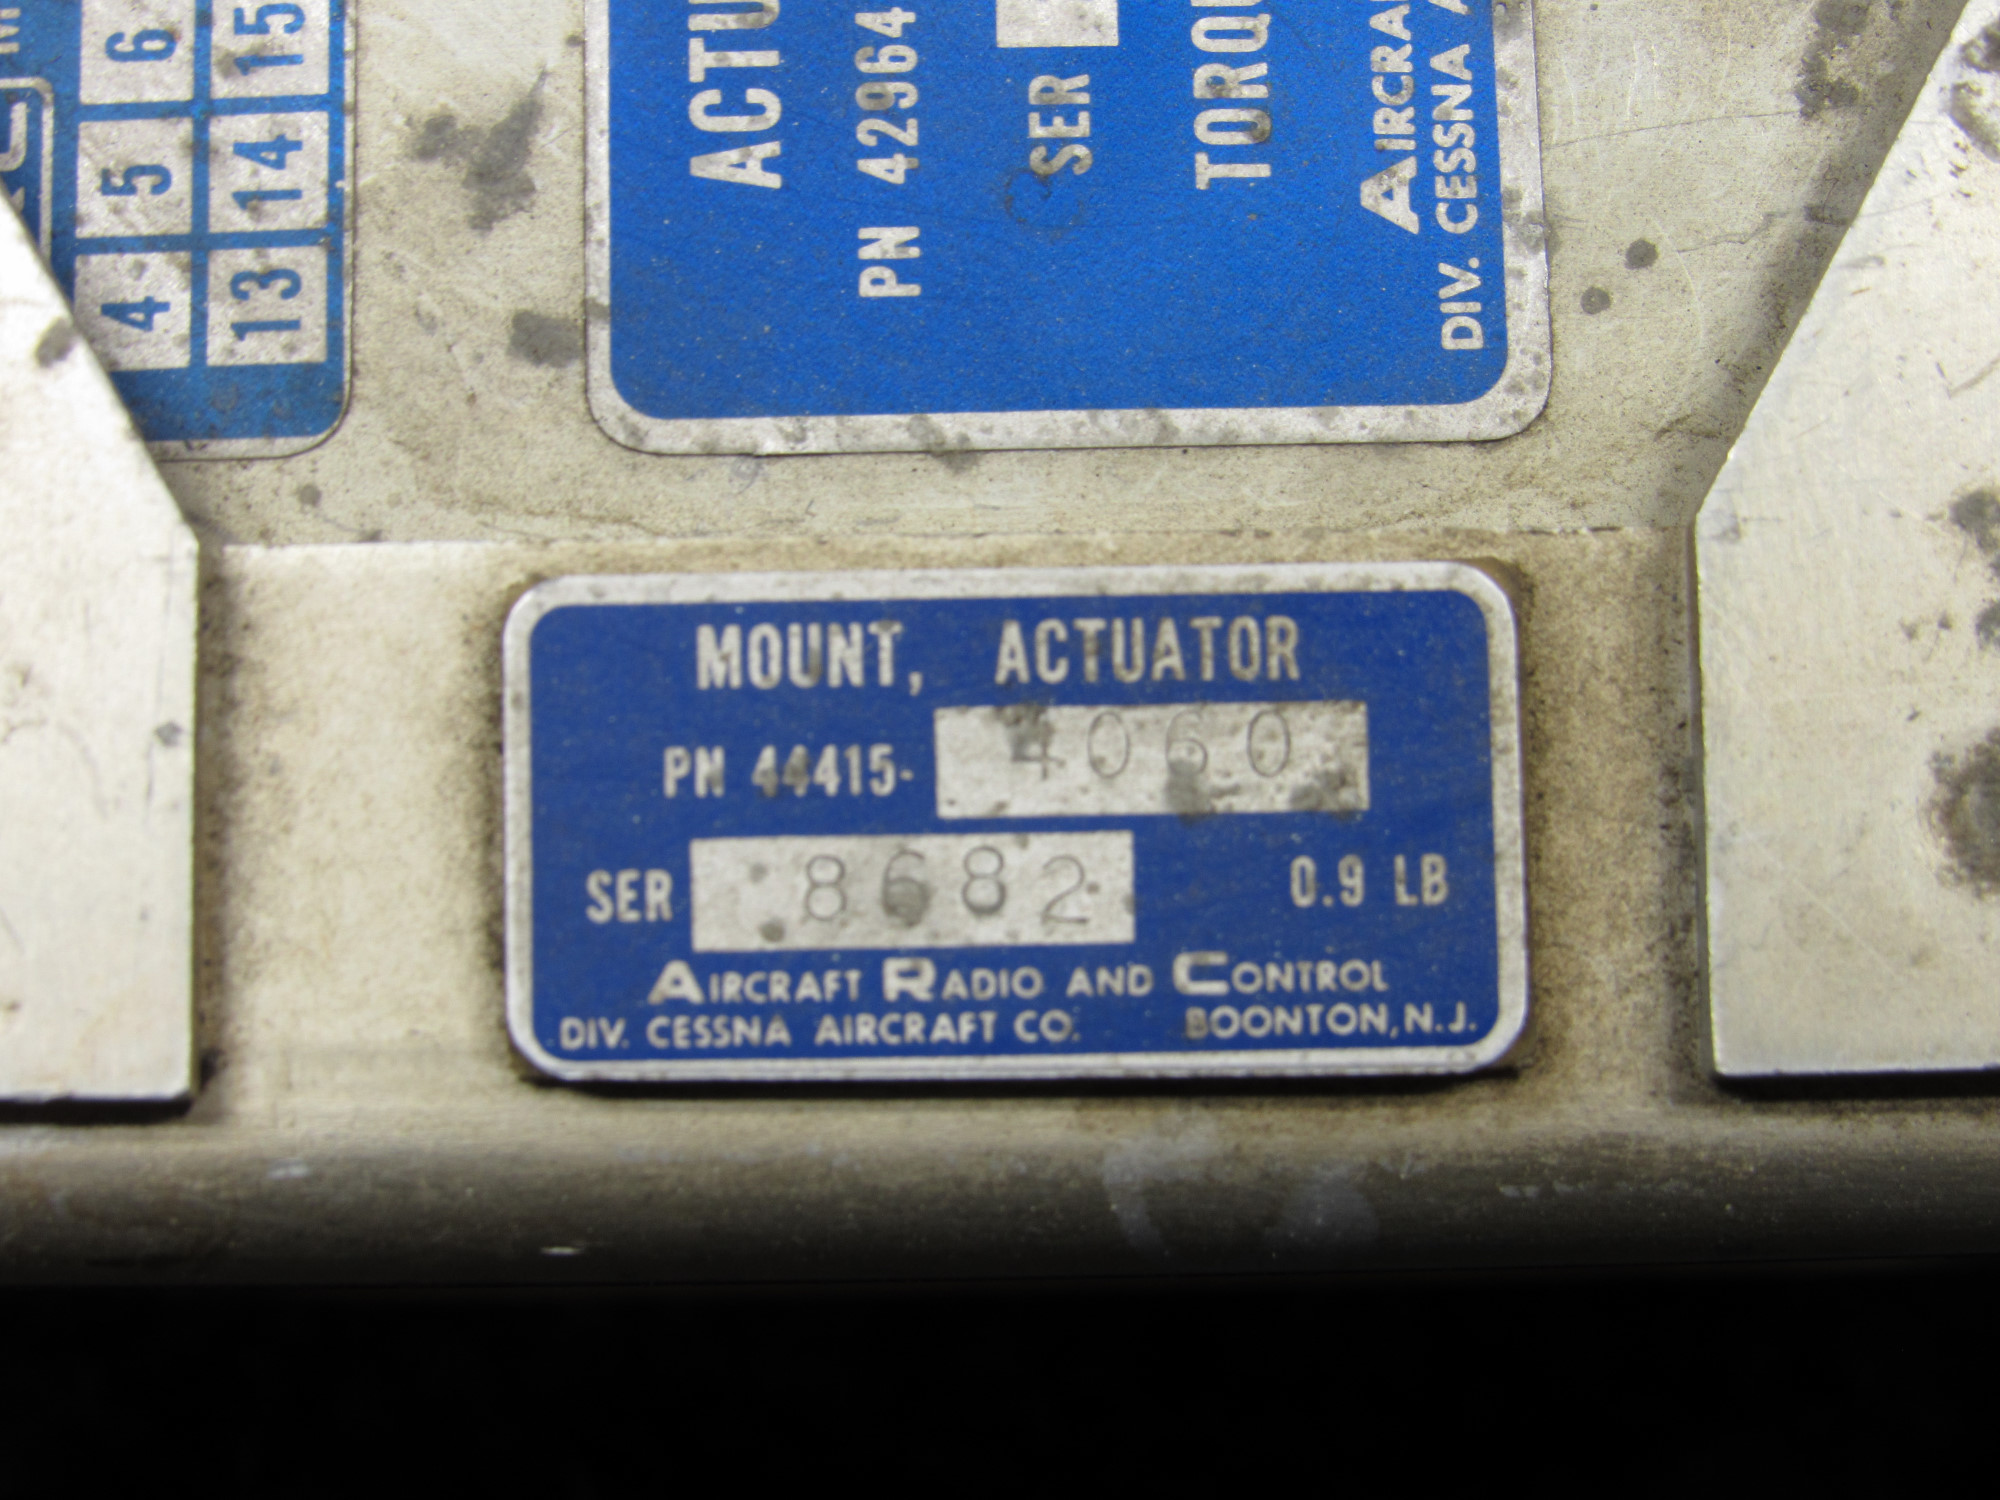 6 15
5 14
4 13
ACTU
PN 42964
SER
TORQU
AIRCRA
DIV. CESSNA A
MOUNT, ACTUATOR
PN 44415- 4060
SER 8682 0.9 LB
AIRCRAFT RADIO AND CONTROL
DIV. CESSNA AIRCRAFT CO. BOONTON, N.J.